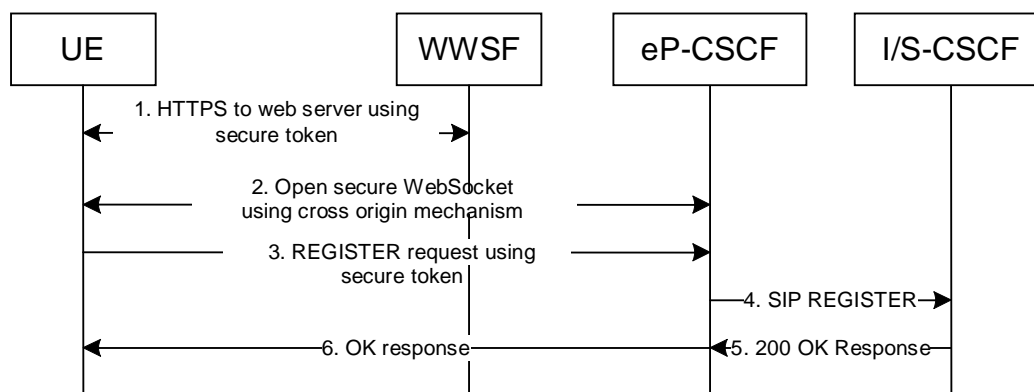 UE
WWSF
eP-CSCF
I/S-CSCF
1. HTTPS to web server using
secure token
2. Open secure WebSocket
using cross origin mechanism
3. REGISTER request using
secure token
4. SIP REGISTER
6. OK response
5. 200 OK Response